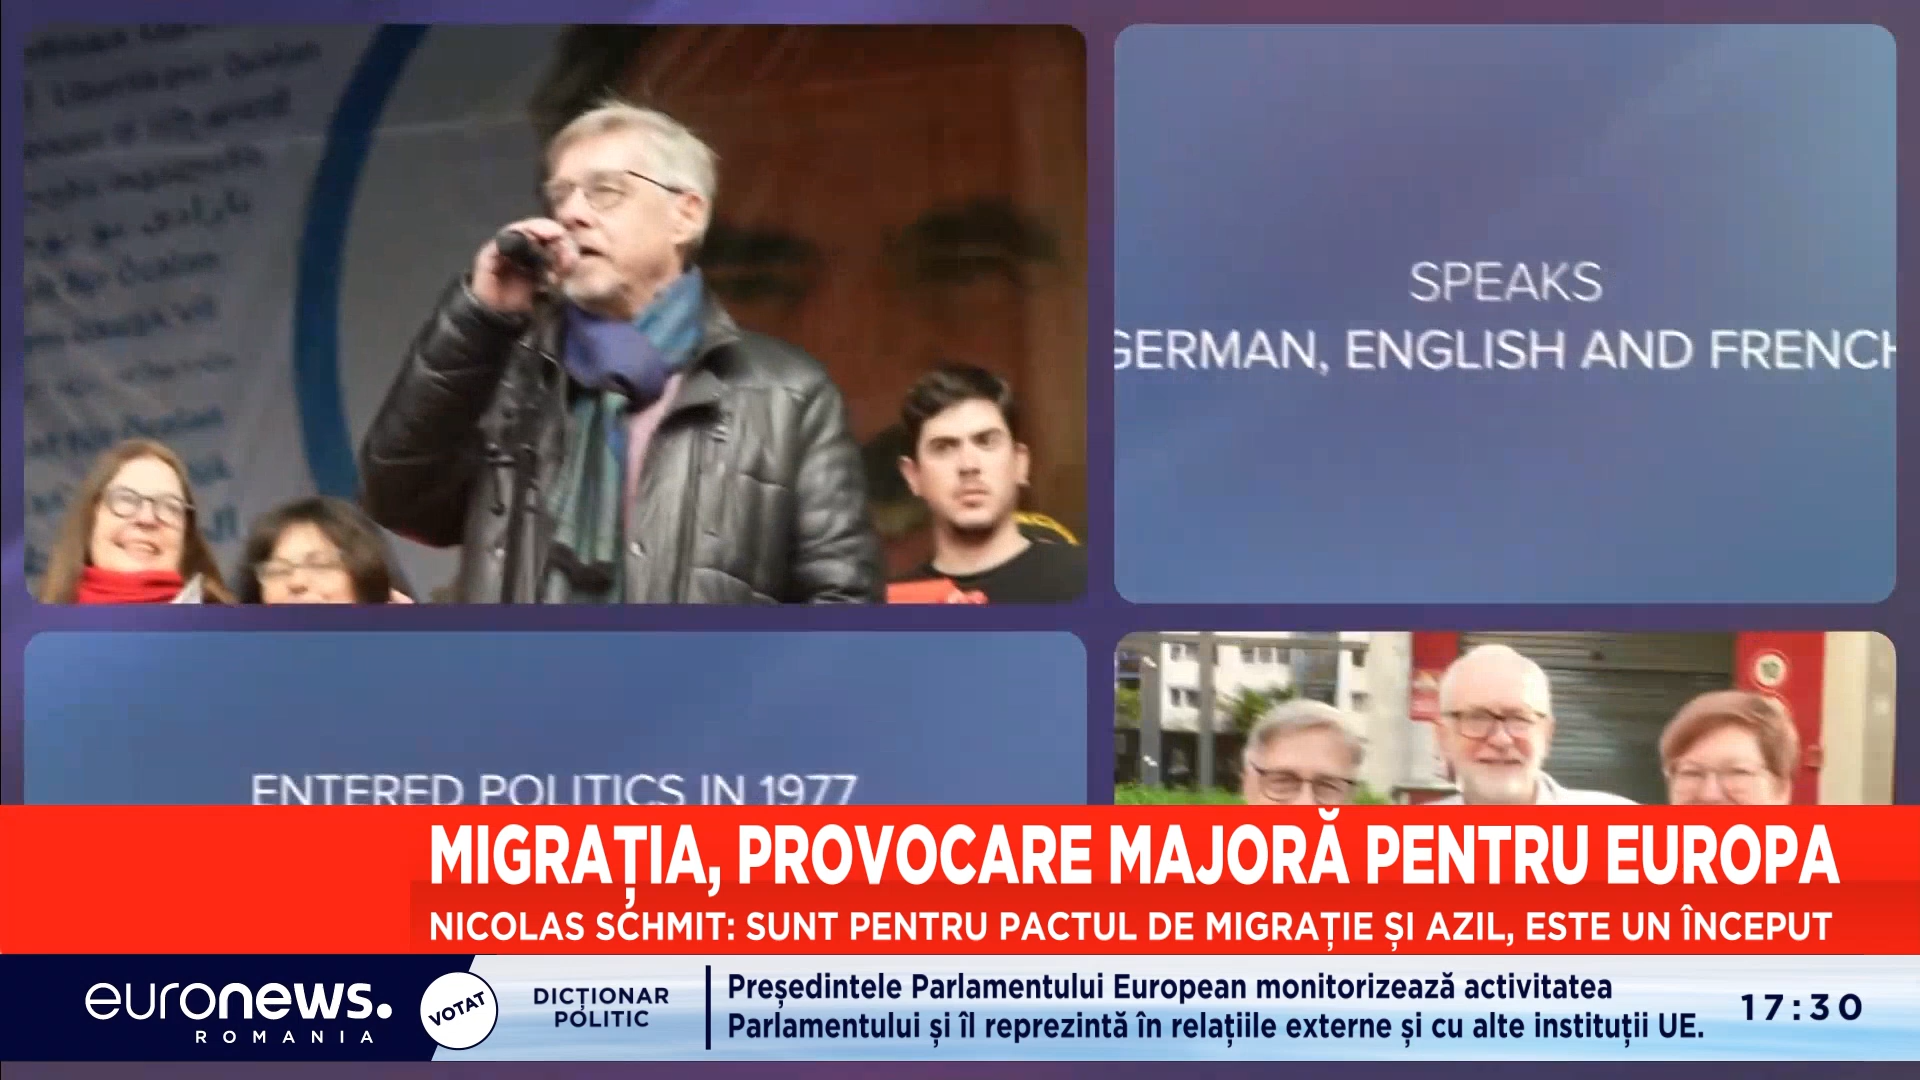 SPEAKS
GERMAN, ENGLISH AND FRENCH
ENTERED POLITICS IN 1977
MIGRAȚIA, PROVOCARE MAJORĂ PENTRU EUROPA
NICOLAS SCHMIT: SUNT PENTRU PACTUL DE MIGRAȚIE ȘI AZIL, ESTE UN ÎNCEPUT
euronews.
ROMANIA
VOTAT
DICȚIONAR
POLITIC
Președintele Parlamentului European monitorizează activitatea
Parlamentului și îl reprezintă în relațiile externe și cu alte instituții UE.
17:30